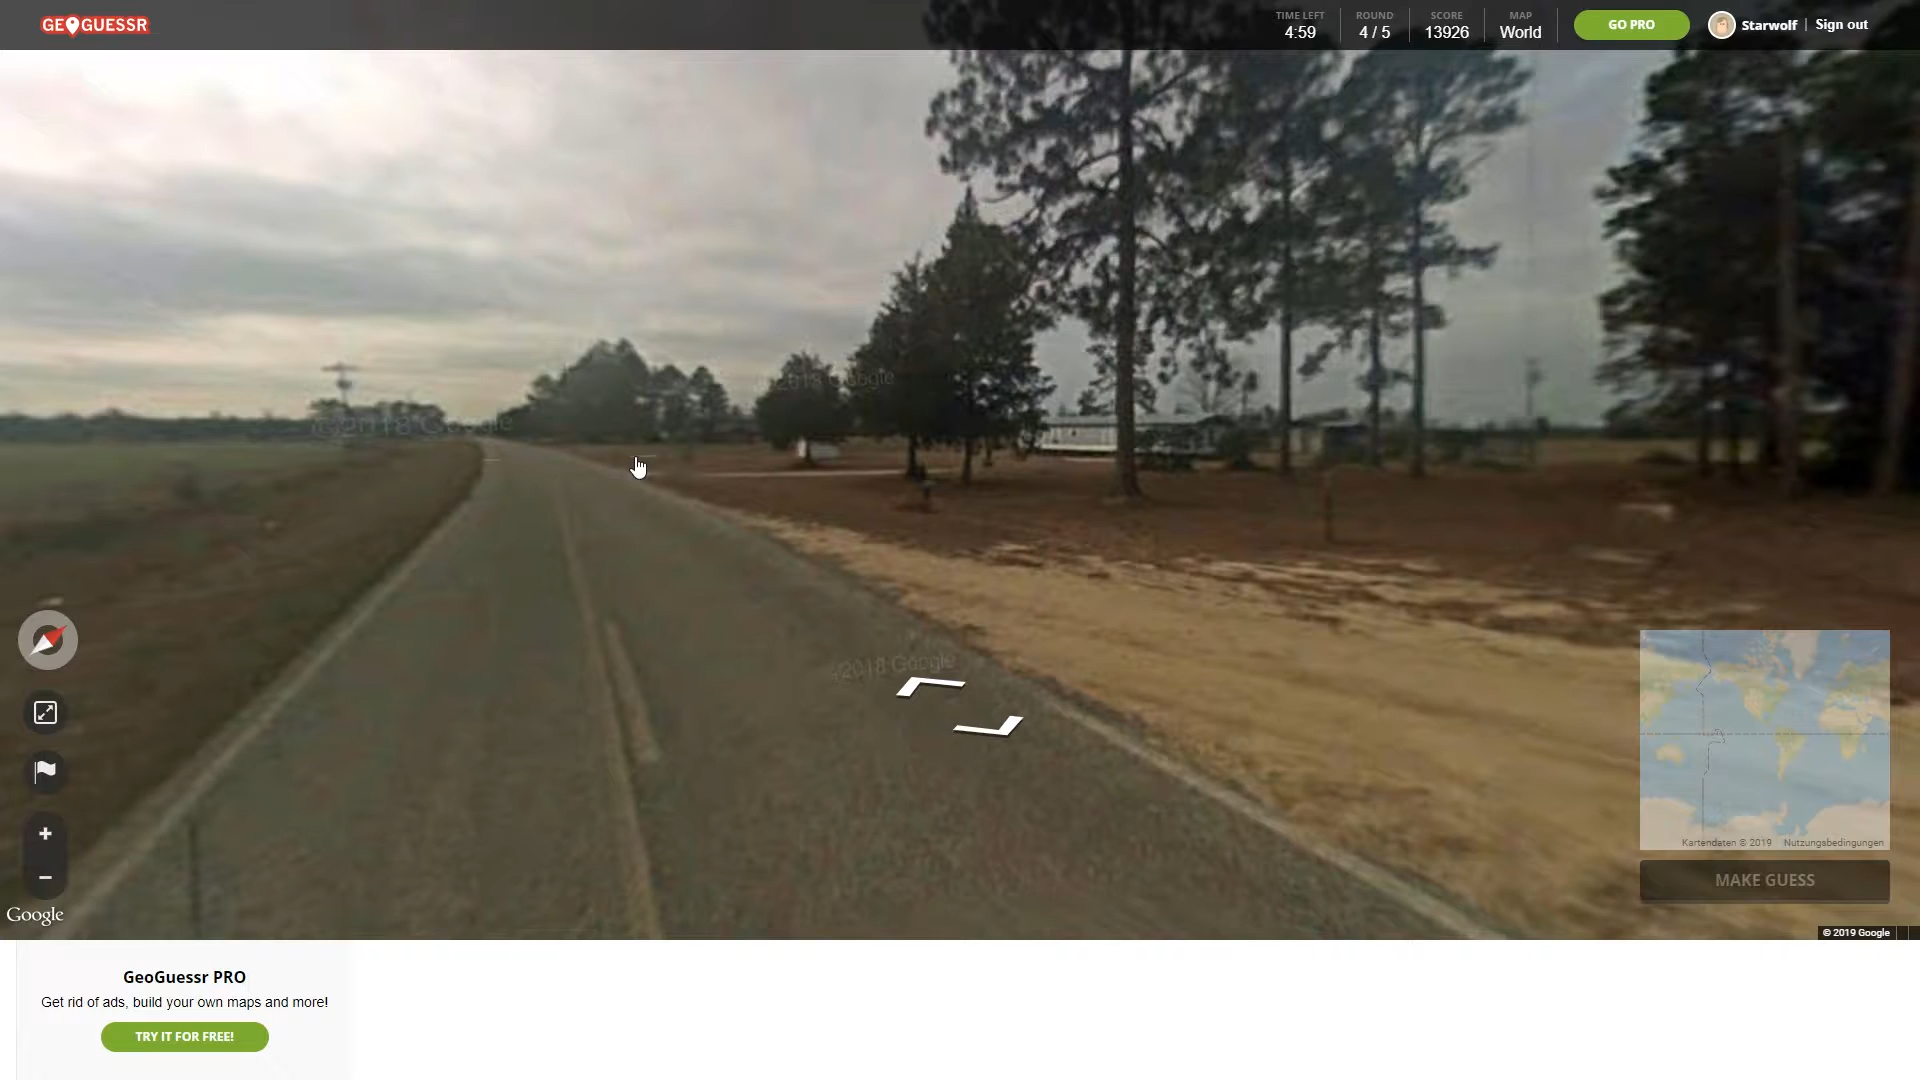 GEOGUESSR
TIME LEFT
4:59
ROUND
4 / 5
SCORE
13926
MAP
World
GO PRO
Starwolf
Sign out
©2018 Google
©2018 Google
©2018 Google
Kartendaten © 2019
Nutzungsbedingungen
MAKE GUESS
Google
© 2019 Google
GeoGuessr PRO
Get rid of ads, build your own maps and more!
TRY IT FOR FREE!